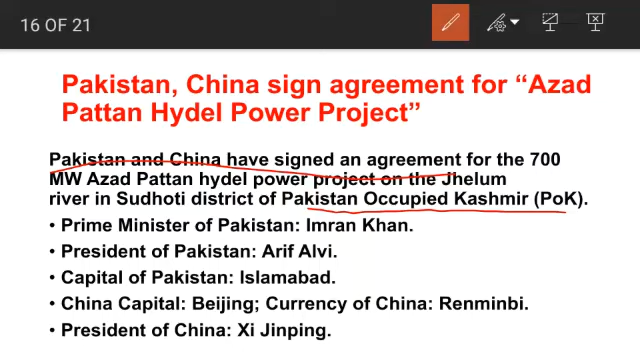 16 OF 21
Pakistan, China sign agreement for “Azad
Pattan Hydel Power Project”
Pakistan and China have signed an agreement for the 700
MW Azad Pattan hydel power project on the Jhelum
river in Sudhoti district of Pakistan Occupied Kashmir (PoK).
• Prime Minister of Pakistan: Imran Khan.
• President of Pakistan: Arif Alvi.
• Capital of Pakistan: Islamabad.
• China Capital: Beijing; Currency of China: Renminbi.
• President of China: Xi Jinping.